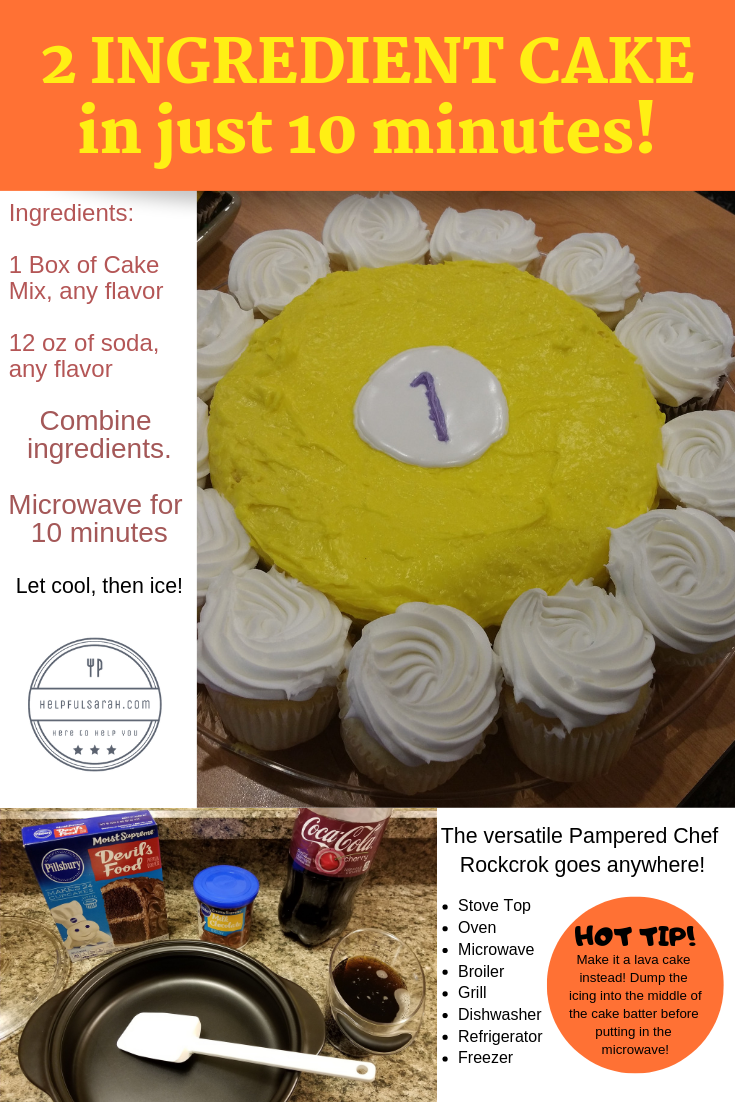 2 INGREDIENT CAKE
in just 10 minutes!
Ingredients:
1 Box of Cake
Mix, any flavor
12 oz of soda,
any flavor
Combine
ingredients.
Microwave for
10 minutes
Let cool, then ice!
HELPFULSARAH.COM
Here to help you
1
Pillsbury
Moist Supreme
Devil's
Food
MAKES 24
CUPCAKES
Coca-Cola
Cherry
The versatile Pampered Chef
Rockcrok goes anywhere!
• Stove Top
• Oven
• Microwave
• Broiler
• Grill
• Dishwasher
• Refrigerator
• Freezer
HOT TIP!
Make it a lava cake
instead! Dump the
icing into the middle of
the cake batter before
putting in the
microwave!